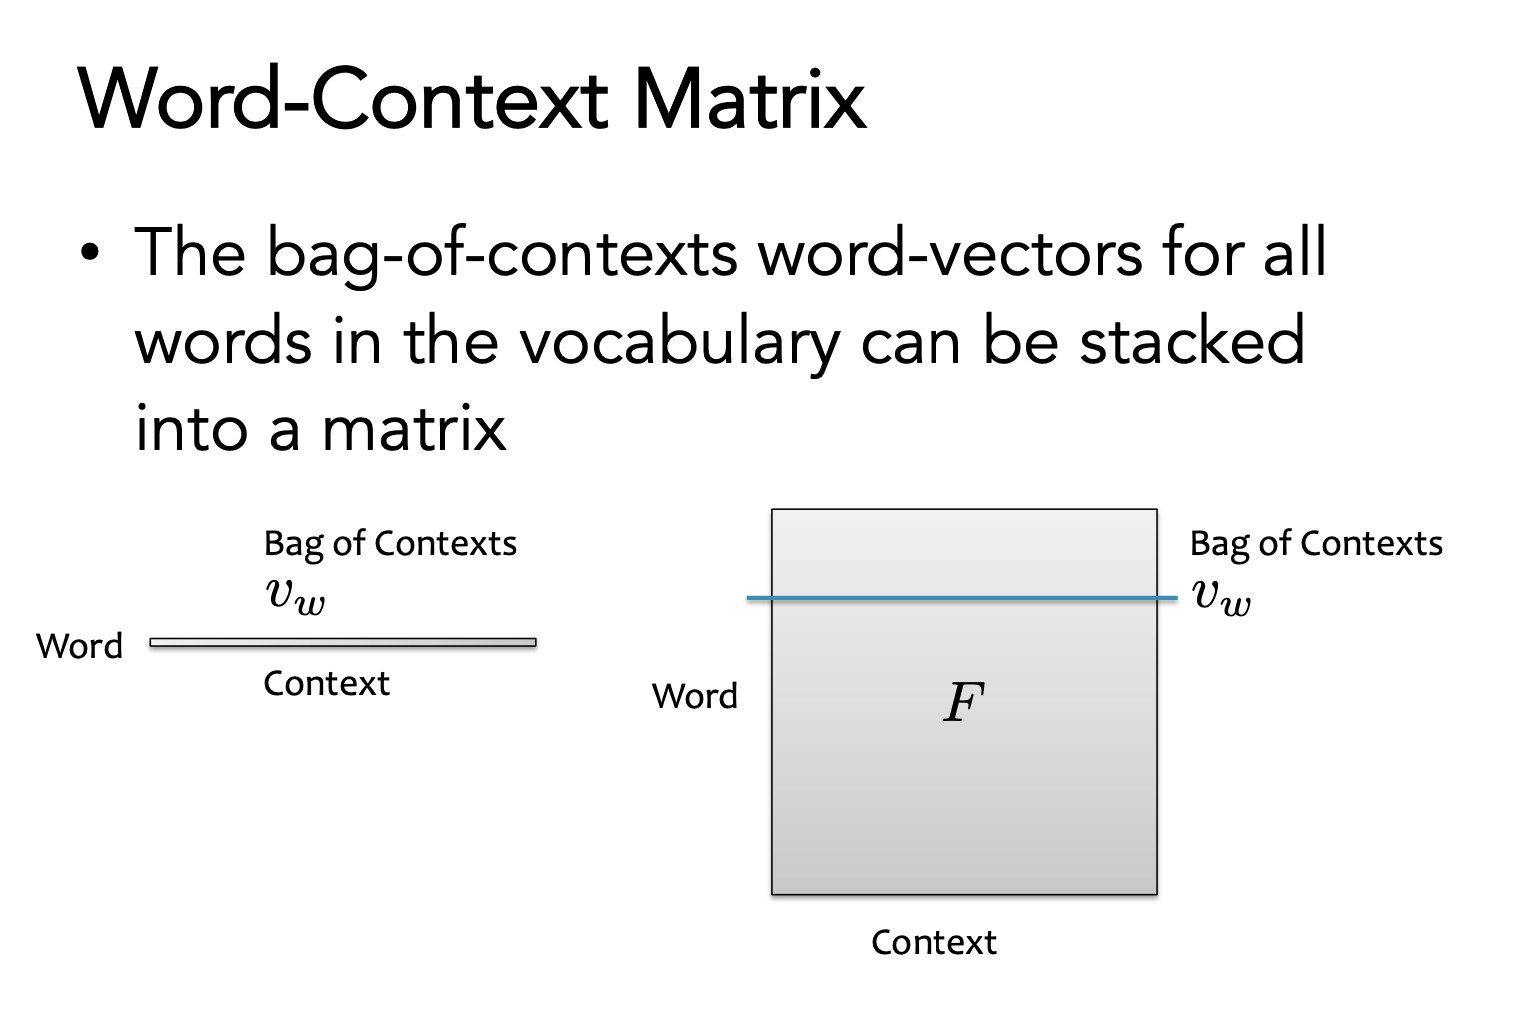 Word-Context Matrix
• The bag-of-contexts word-vectors for all
words in the vocabulary can be stacked
into a matrix
Bag of Contexts
v_w
Word
Context
Bag of Contexts
v_w
Word
F
Context